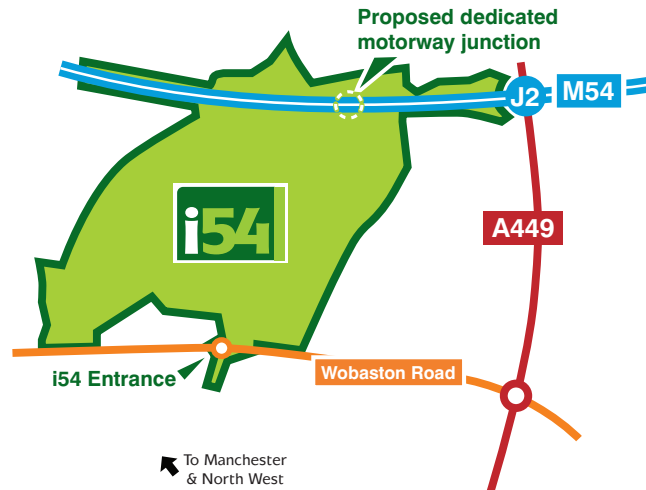 Proposed dedicated
motorway junction
J2
M54
i54
A449
i54 Entrance
Wobaston Road
To Manchester
& North West